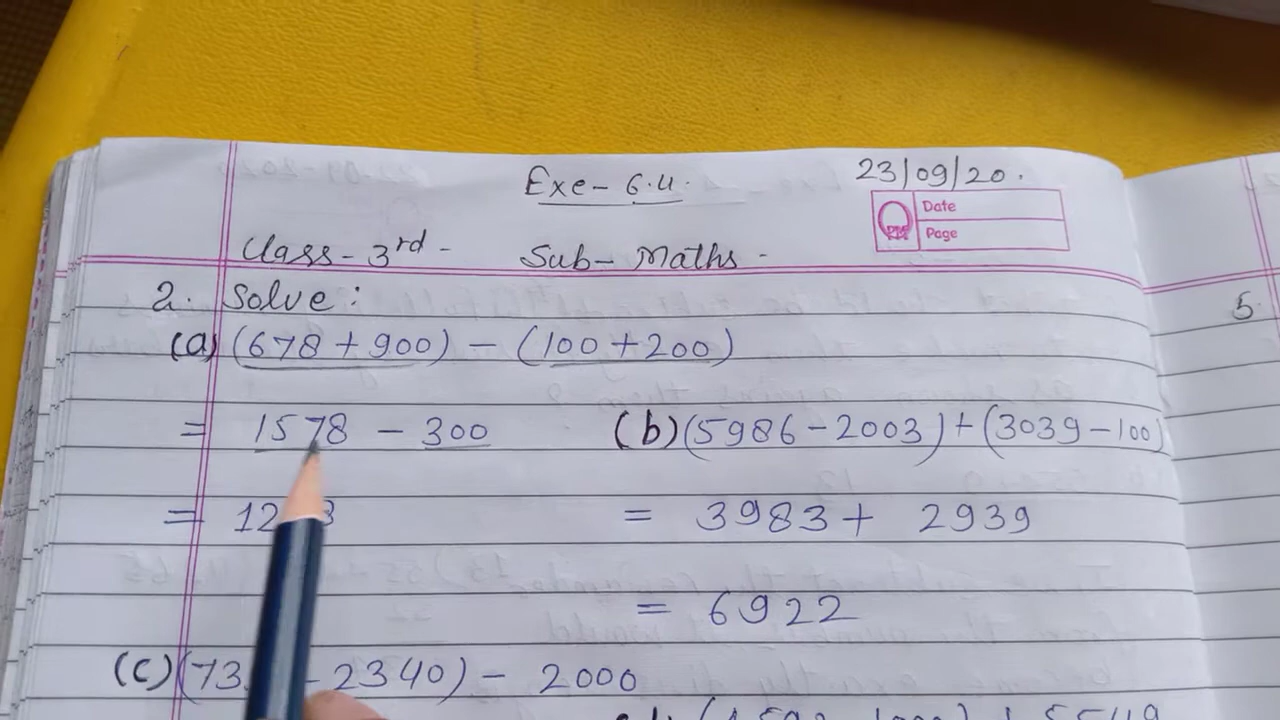 Exe- 6.4.
23/09/20.
Date
Page
Class- 3rd - Sub- Maths -
2. Solve :
5.
(a) (678 + 900) - (100 + 200)
= 1578 - 300
(b) (5986 - 2003) + (3039 - 100)
= 3983 + 2939
= 6922
(c) (73 - 2340) - 2000